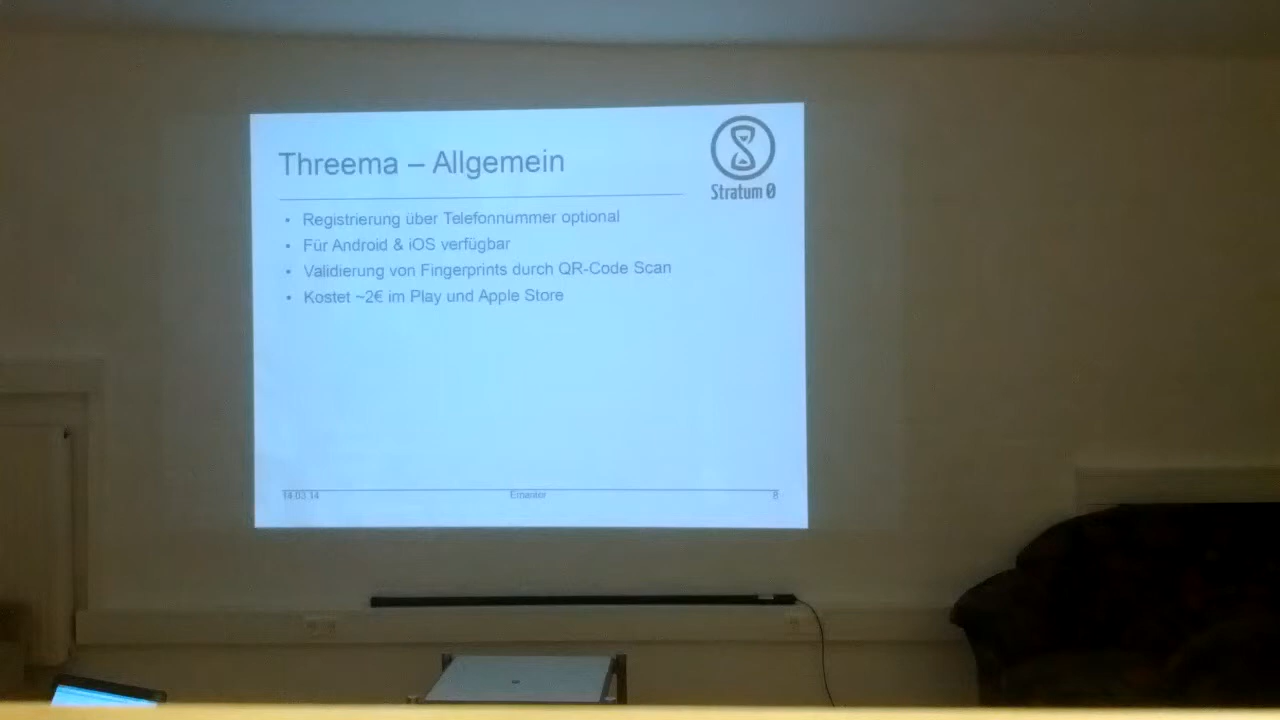 Threema – Allgemein
Stratum 0
• Registrierung über Telefonnummer optional
• Für Android & iOS verfügbar
• Validierung von Fingerprints durch QR-Code Scan
• Kostet ~2€ im Play und Apple Store
14.03.14
8